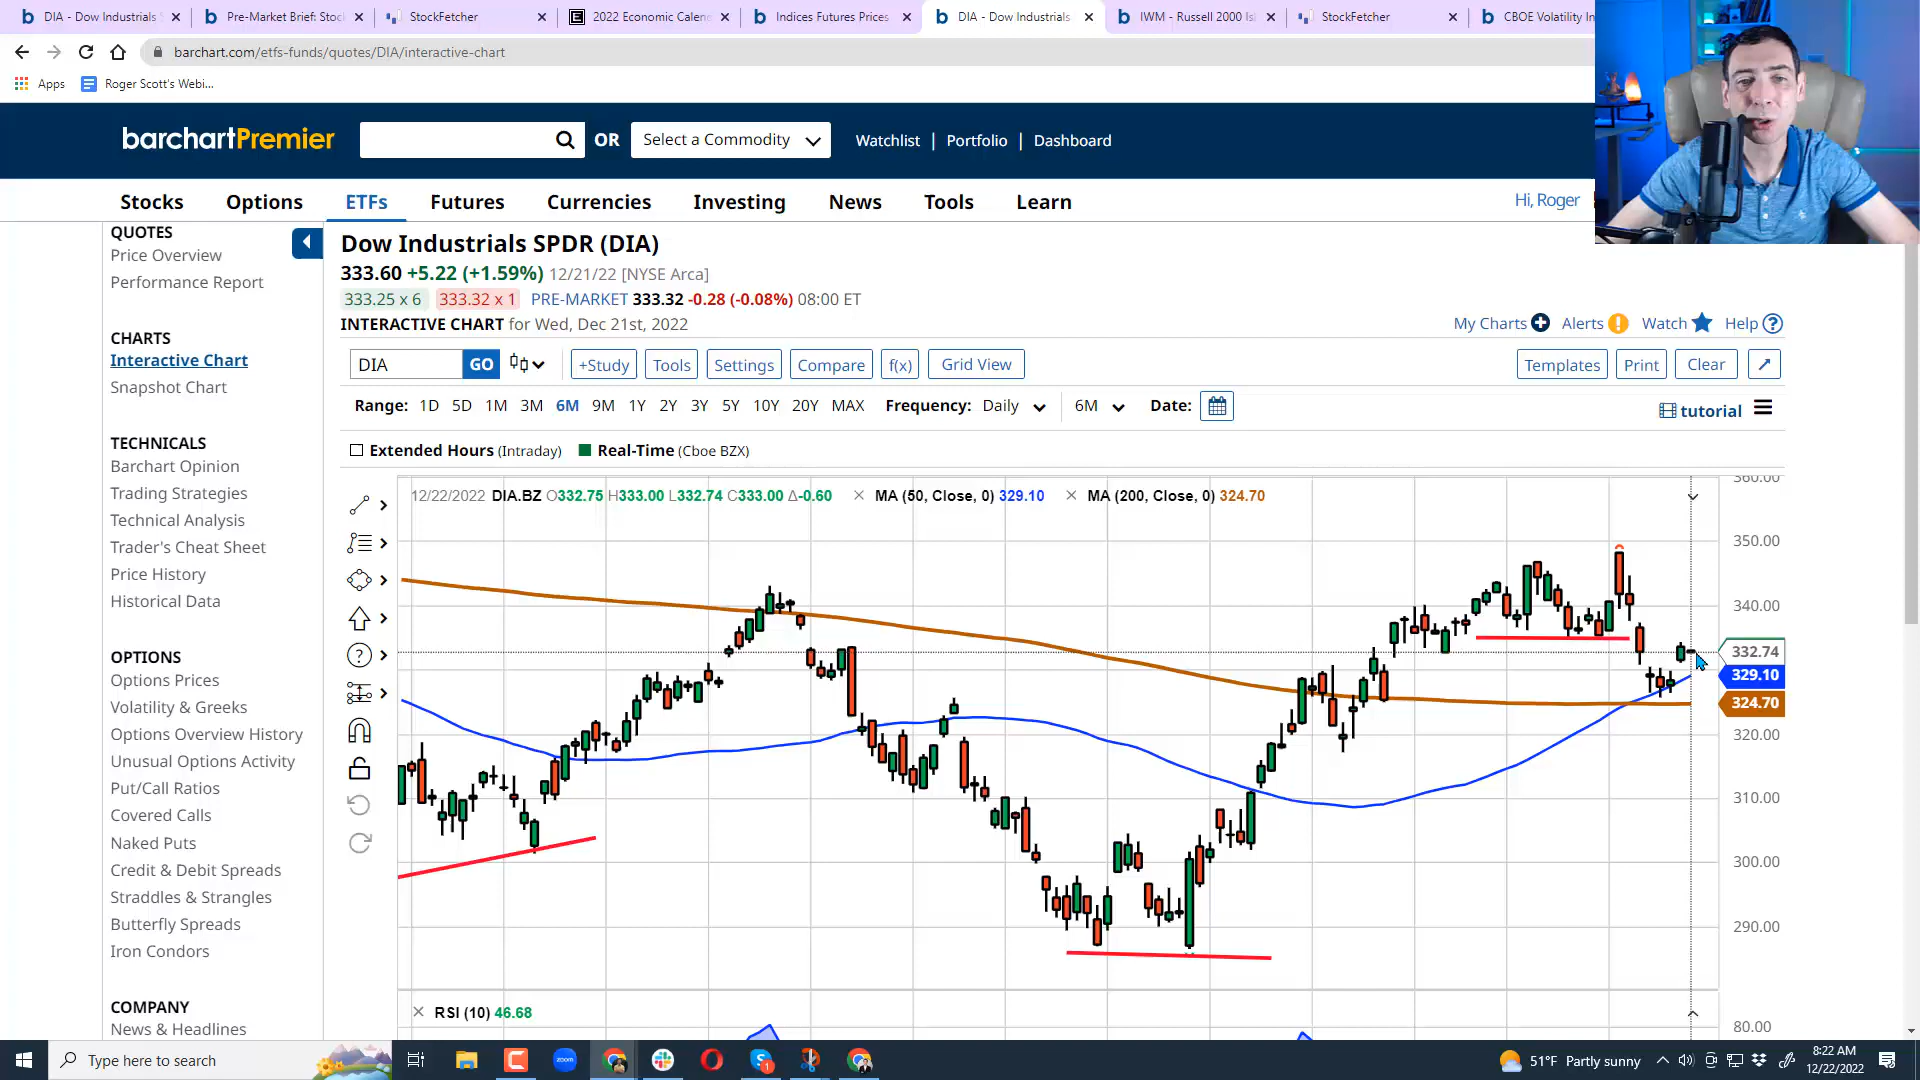 DIA - Dow Industrials
Pre-Market Brief: Stoc
StockFetcher
2022 Economic Calen
Indices Futures Prices
DIA - Dow Industrials
IWM - Russell 2000 Is
StockFetcher
CBOE Volatility In
barchart.com/etfs-funds/quotes/DIA/interactive-chart
Apps
Roger Scott's Webi...
barchartPremier
OR
Select a Commodity
Watchlist | Portfolio | Dashboard
Stocks
Options
ETFs
Futures
Currencies
Investing
News
Tools
Learn
Hi, Roger
QUOTES
Price Overview
Performance Report
CHARTS
Interactive Chart
Snapshot Chart
TECHNICALS
Barchart Opinion
Trading Strategies
Technical Analysis
Trader's Cheat Sheet
Price History
Historical Data
OPTIONS
Options Prices
Volatility & Greeks
Options Overview History
Unusual Options Activity
Put/Call Ratios
Covered Calls
Naked Puts
Credit & Debit Spreads
Straddles & Strangles
Butterfly Spreads
Iron Condors
COMPANY
News & Headlines
Dow Industrials SPDR (DIA)
333.60 +5.22 (+1.59%) 12/21/22 [NYSE Arca]
333.25 x 6 333.32 x 1 PRE-MARKET 333.32 -0.28 (-0.08%) 08:00 ET
INTERACTIVE CHART for Wed, Dec 21st, 2022
My Charts Alerts Watch Help
DIA GO +Study Tools Settings Compare f(x) Grid View
Templates Print Clear
Range: 1D 5D 1M 3M 6M 9M 1Y 2Y 3Y 5Y 10Y 20Y MAX Frequency: Daily 6M Date:
tutorial
Extended Hours (Intraday) Real-Time (Cboe BZX)
12/22/2022 DIA.BZ O332.75 H333.00 L332.74 C333.00 Δ-0.60 MA (50, Close, 0) 329.10 MA (200, Close, 0) 324.70
360.00
350.00
340.00
332.74
329.10
324.70
320.00
310.00
300.00
290.00
RSI (10) 46.68
80.00
Type here to search
zoom
51°F Partly sunny
8:22 AM
12/22/2022